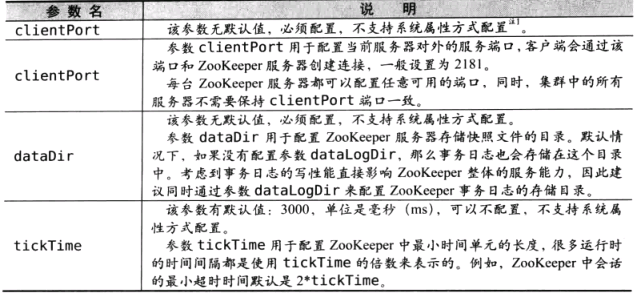 参数名 说明
clientPort 该参数无默认值，必须配置，不支持系统属性方式配置注1。
参数 clientPort 用于配置当前服务器对外的服务端口，客户端会通过该
clientPort 端口和 ZooKeeper 服务器创建连接，一般设置为 2181。
每台 ZooKeeper 服务器都可以配置任意可用的端口，同时，集群中的所有
服务器不需要保持 clientPort 端口一致。
该参数无默认值，必须配置，不支持系统属性方式配置。
参数 dataDir 用于配置 ZooKeeper 服务器存储快照文件的目录。默认情
dataDir 况下，如果没有配置参数 dataLogDir，那么事务日志也会存储在这个目录
中。考虑到事务日志的写性能直接影响 ZooKeeper 整体的服务能力，因此建
议同时通过参数 dataLogDir 来配置 ZooKeeper 事务日志的存储目录。
该参数有默认值：3000，单位是毫秒（ms），可以不配置，不支持系统属
性方式配置。
tickTime 参数 tickTime 用于配置 ZooKeeper 中最小时间单元的长度，很多运行时
的时间间隔都是使用 tickTime 的倍数来表示的。例如，ZooKeeper 中会话
的最小超时时间默认是 2*tickTime。